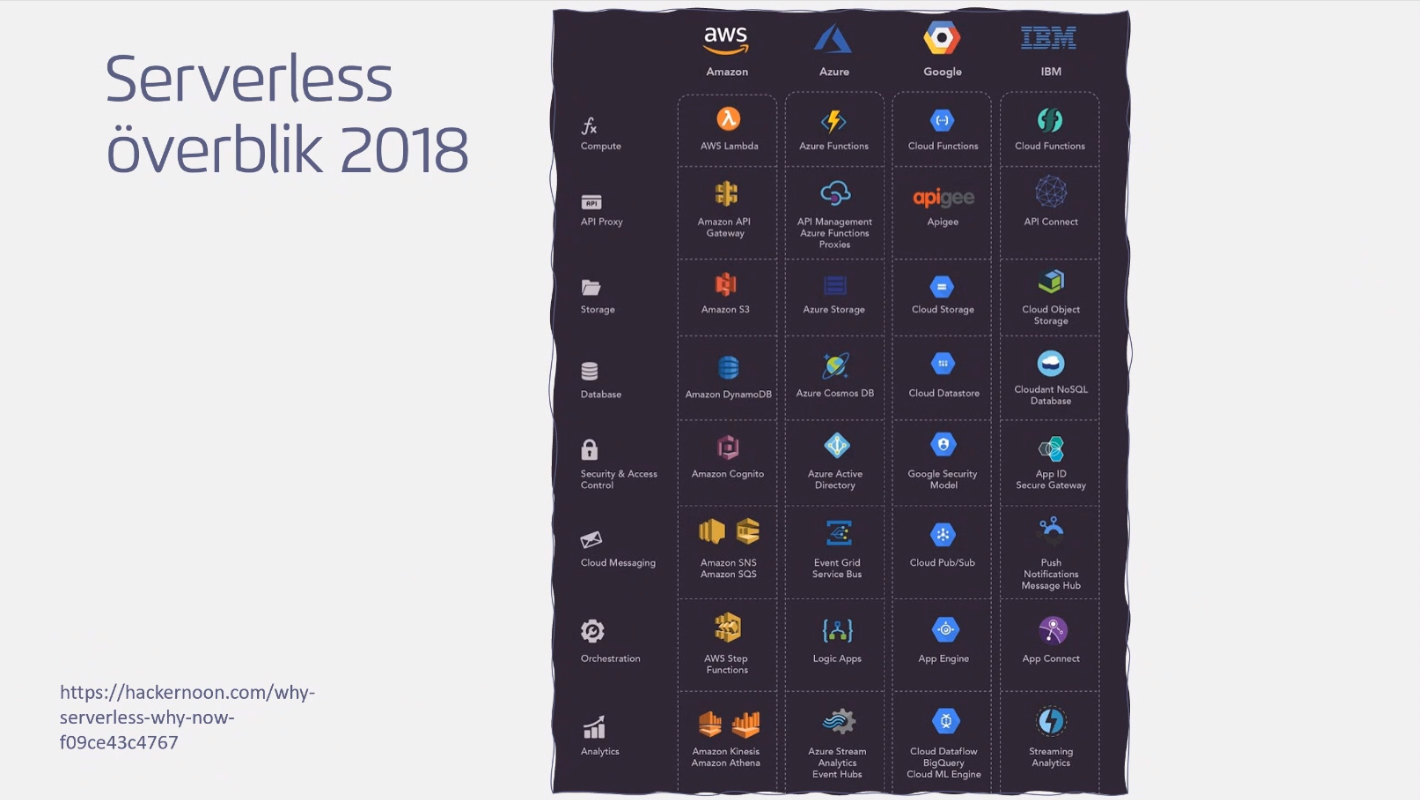 Serverless
överblik 2018
https://hackernoon.com/why-
serverless-why-now-
f09ce43c4767
aws
IBM
Amazon
Azure
Google
IBM
fx
Compute
AWS Lambda
Azure Functions
Cloud Functions
Cloud Functions
API
API Proxy
Amazon API
Gateway
API Management
Azure Functions
Proxies
apigee
Apigee
API Connect
Storage
Amazon S3
Azure Storage
Cloud Storage
Cloud Object
Storage
Database
Amazon DynamoDB
Azure Cosmos DB
Cloud Datastore
Cloudant NoSQL
Database
Security & Access
Control
Amazon Cognito
Azure Active
Directory
Google Security
Model
App ID
Secure Gateway
Cloud Messaging
Amazon SNS
Amazon SQS
Event Grid
Service Bus
Cloud Pub/Sub
Push
Notifications
Message Hub
Orchestration
AWS Step
Functions
Logic Apps
App Engine
App Connect
Analytics
Amazon Kinesis
Amazon Athena
Azure Stream
Analytics
Event Hubs
Cloud Dataflow
BigQuery
Cloud ML Engine
Streaming
Analytics